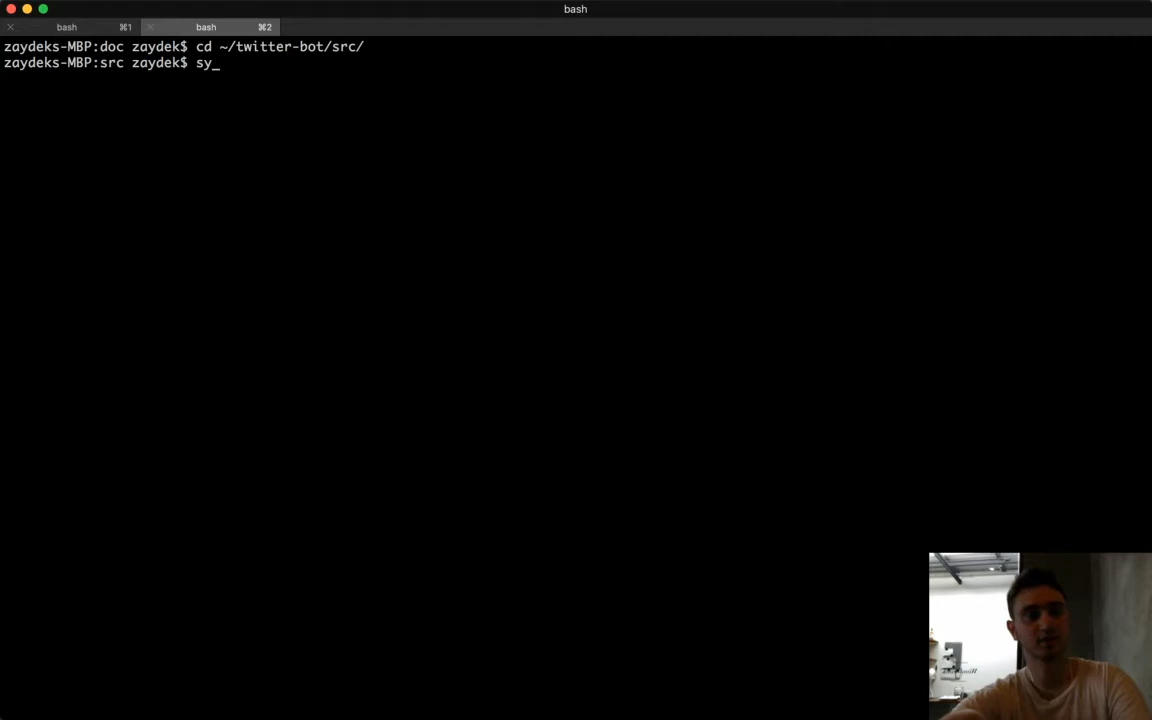 bash
bash ⌘1 bash ⌘2
zaydeks-MBP:doc zaydek$ cd ~/twitter-bot/src/
zaydeks-MBP:src zaydek$ sy_